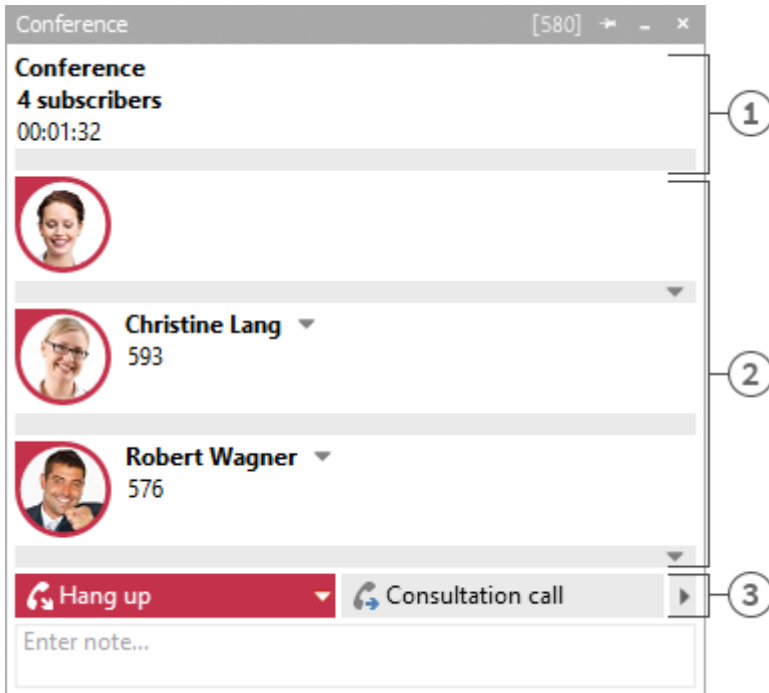 Conference [580]
Conference
4 subscribers
00:01:32
1
Christine Lang
593
2
Robert Wagner
576
Hang up Consultation call
3
Enter note...